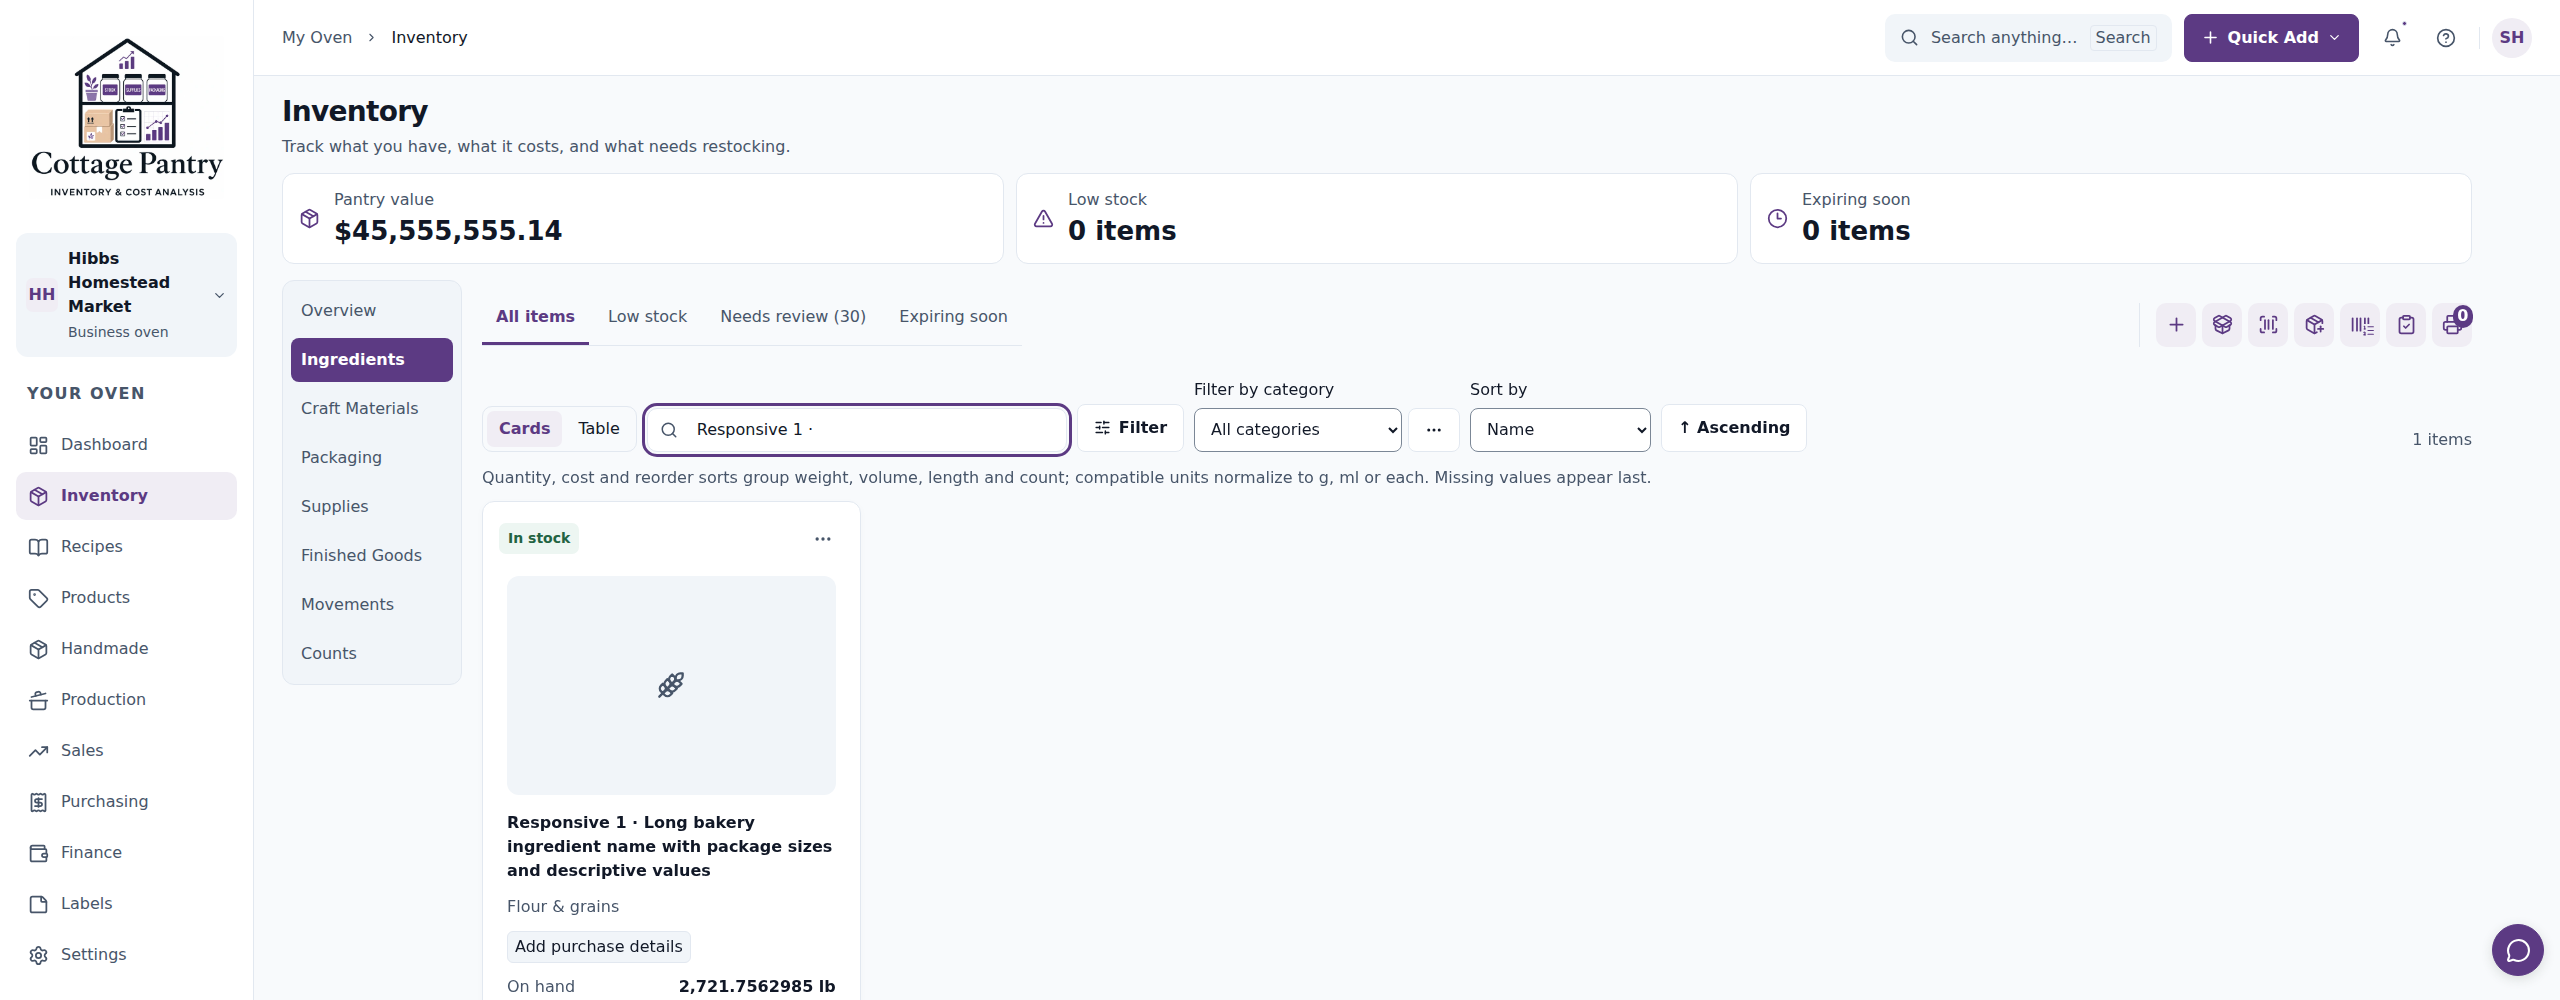 Cottage Pantry
INVENTORY & COST ANALYSIS
HH
Hibbs
Homestead
Market
Business oven
YOUR OVEN
Dashboard
Inventory
Recipes
Products
Handmade
Production
Sales
Purchasing
Finance
Labels
Settings
My Oven
Inventory
Search anything...
Search
Quick Add
SH
Inventory
Track what you have, what it costs, and what needs restocking.
Pantry value
$45,555,555.14
Low stock
0 items
Expiring soon
0 items
Overview
Ingredients
Craft Materials
Packaging
Supplies
Finished Goods
Movements
Counts
All items
Low stock
Needs review (30)
Expiring soon
0
Cards
Table
Responsive 1 ·
Filter
Filter by category
All categories
Sort by
Name
↑ Ascending
1 items
Quantity, cost and reorder sorts group weight, volume, length and count; compatible units normalize to g, ml or each. Missing values appear last.
In stock
Responsive 1 · Long bakery
ingredient name with package sizes
and descriptive values
Flour & grains
Add purchase details
On hand
2,721.7562985 lb